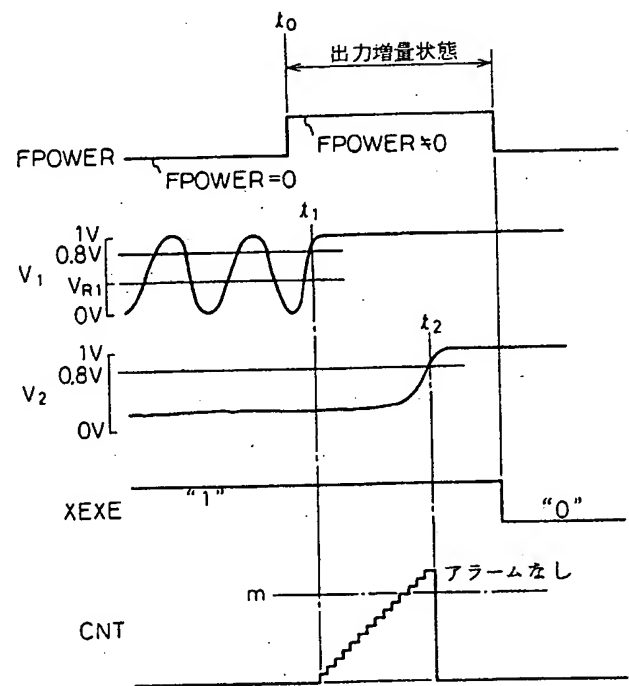 t0
出力増量状態
FPOWER
FPOWER≒0
FPOWER=0
t1
1V
0.8V
V1
VR1
0V
t2
1V
0.8V
V2
0V
XEXE
"1"
"0"
アラームなし
m
CNT